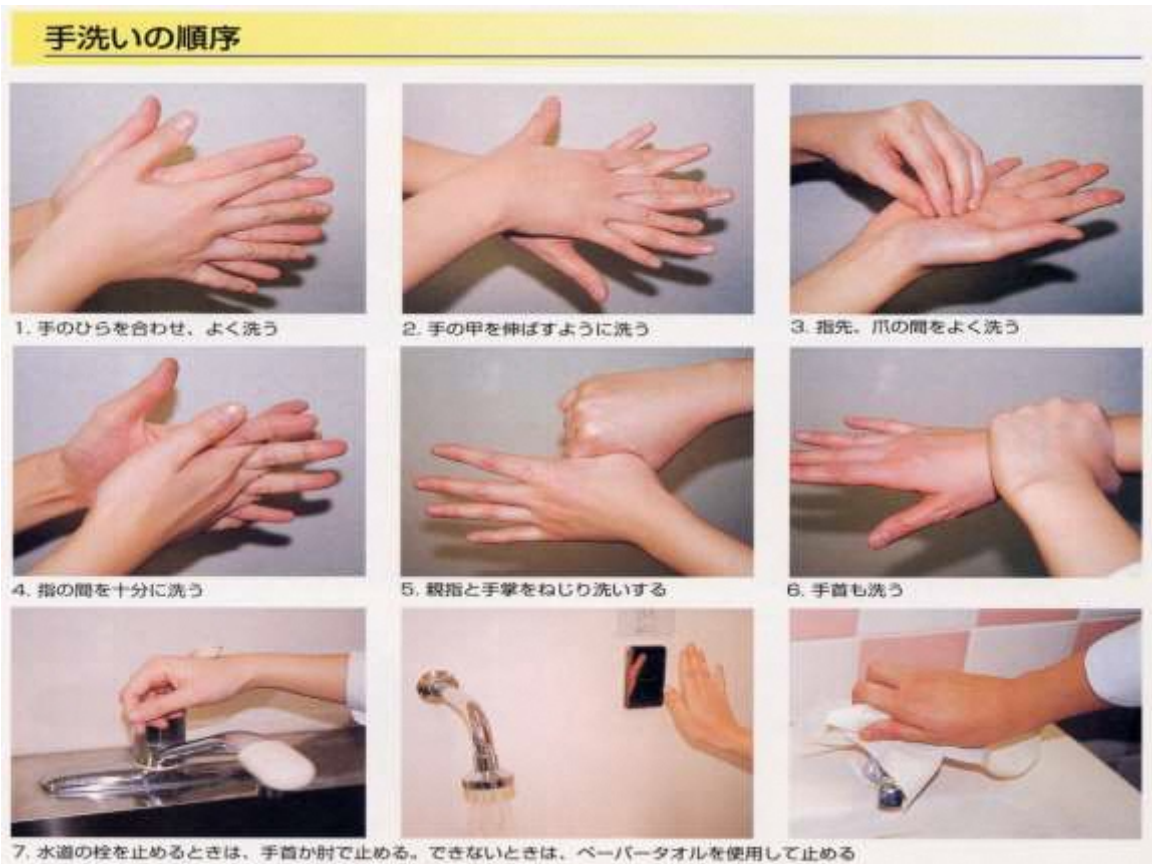 手洗いの順序
1. 手のひらを合わせ、よく洗う
2. 手の甲を伸ばすように洗う
3. 指先、爪の間をよく洗う
4. 指の間を十分に洗う
5. 親指と手掌をねじり洗いする
6. 手首も洗う
7. 水道の栓を止めるときは、手首か肘で止める。できないときは、ペーパータオルを使用して止める